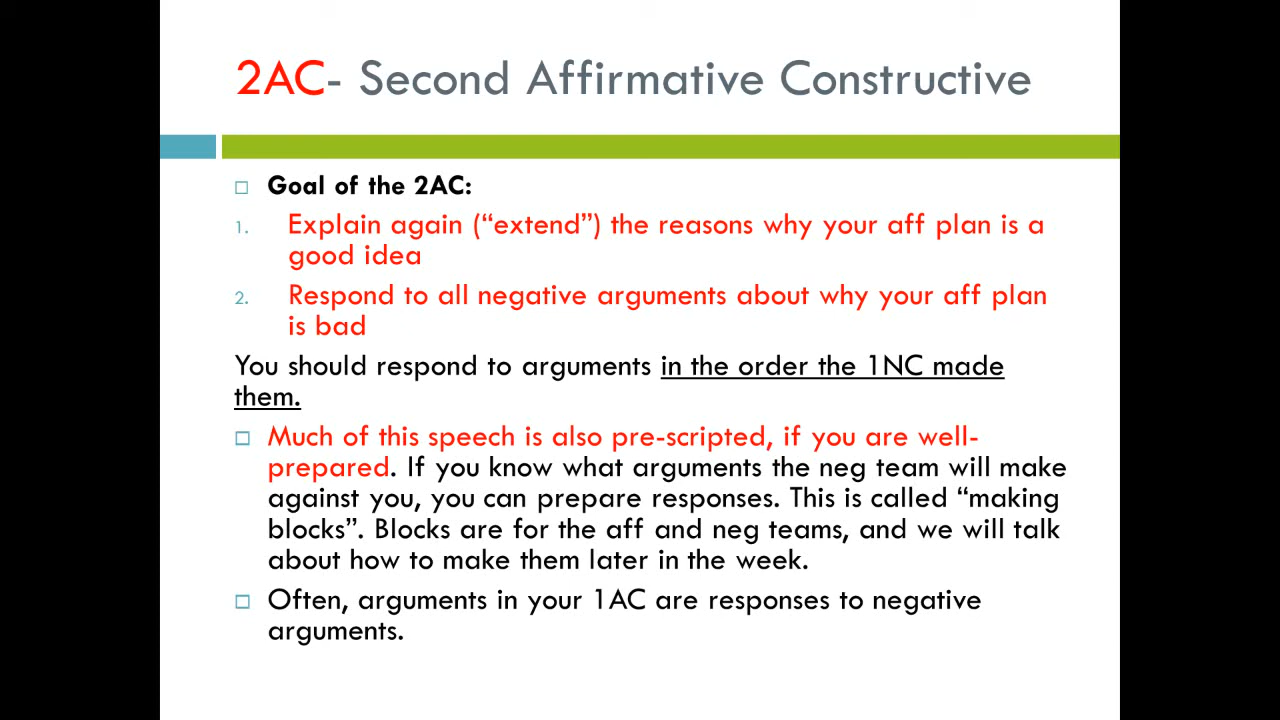 2AC- Second Affirmative Constructive
Goal of the 2AC:
1. Explain again (“extend”) the reasons why your aff plan is a
good idea
2. Respond to all negative arguments about why your aff plan
is bad
You should respond to arguments in the order the 1NC made
them.
Much of this speech is also pre-scripted, if you are well-
prepared. If you know what arguments the neg team will make
against you, you can prepare responses. This is called “making
blocks”. Blocks are for the aff and neg teams, and we will talk
about how to make them later in the week.
Often, arguments in your 1AC are responses to negative
arguments.